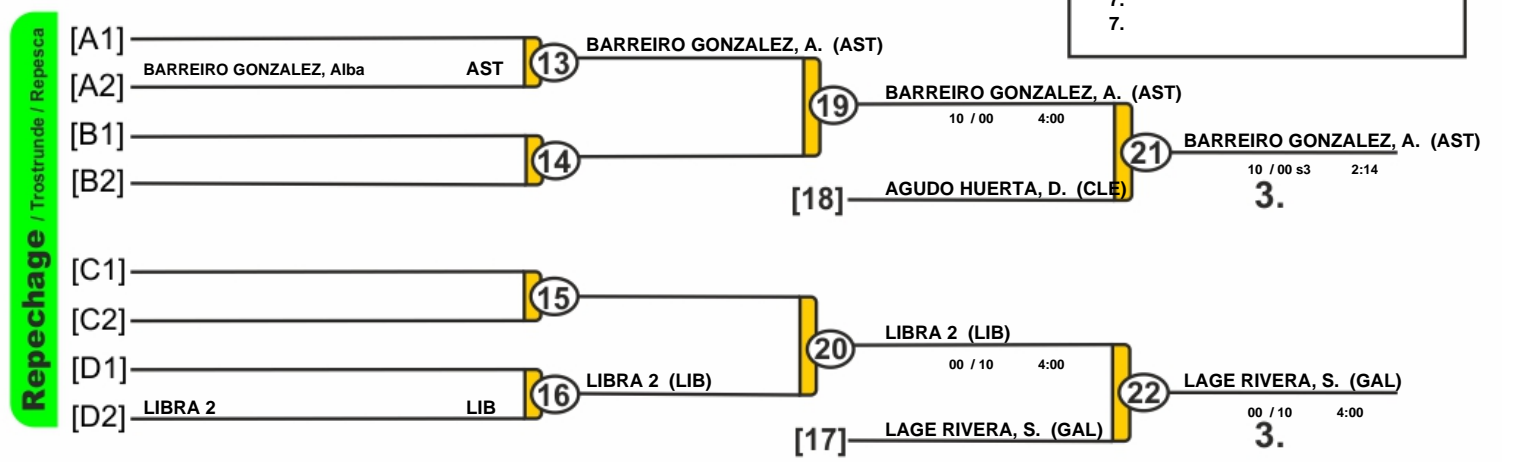 7.
7.
Repechage / Trostrunde / Repesca
[A1]
[A2] BARREIRO GONZALEZ, Alba AST
[B1]
[B2]
13
14
BARREIRO GONZALEZ, A. (AST)
19
BARREIRO GONZALEZ, A. (AST)
10 / 00 4:00
[18] AGUDO HUERTA, D. (CLE)
21
BARREIRO GONZALEZ, A. (AST)
10 / 00 s3 2:14
3.
[C1]
[C2]
[D1]
[D2] LIBRA 2 LIB
15
16
LIBRA 2 (LIB)
20
LIBRA 2 (LIB)
00 / 10 4:00
[17] LAGE RIVERA, S. (GAL)
22
LAGE RIVERA, S. (GAL)
00 / 10 4:00
3.